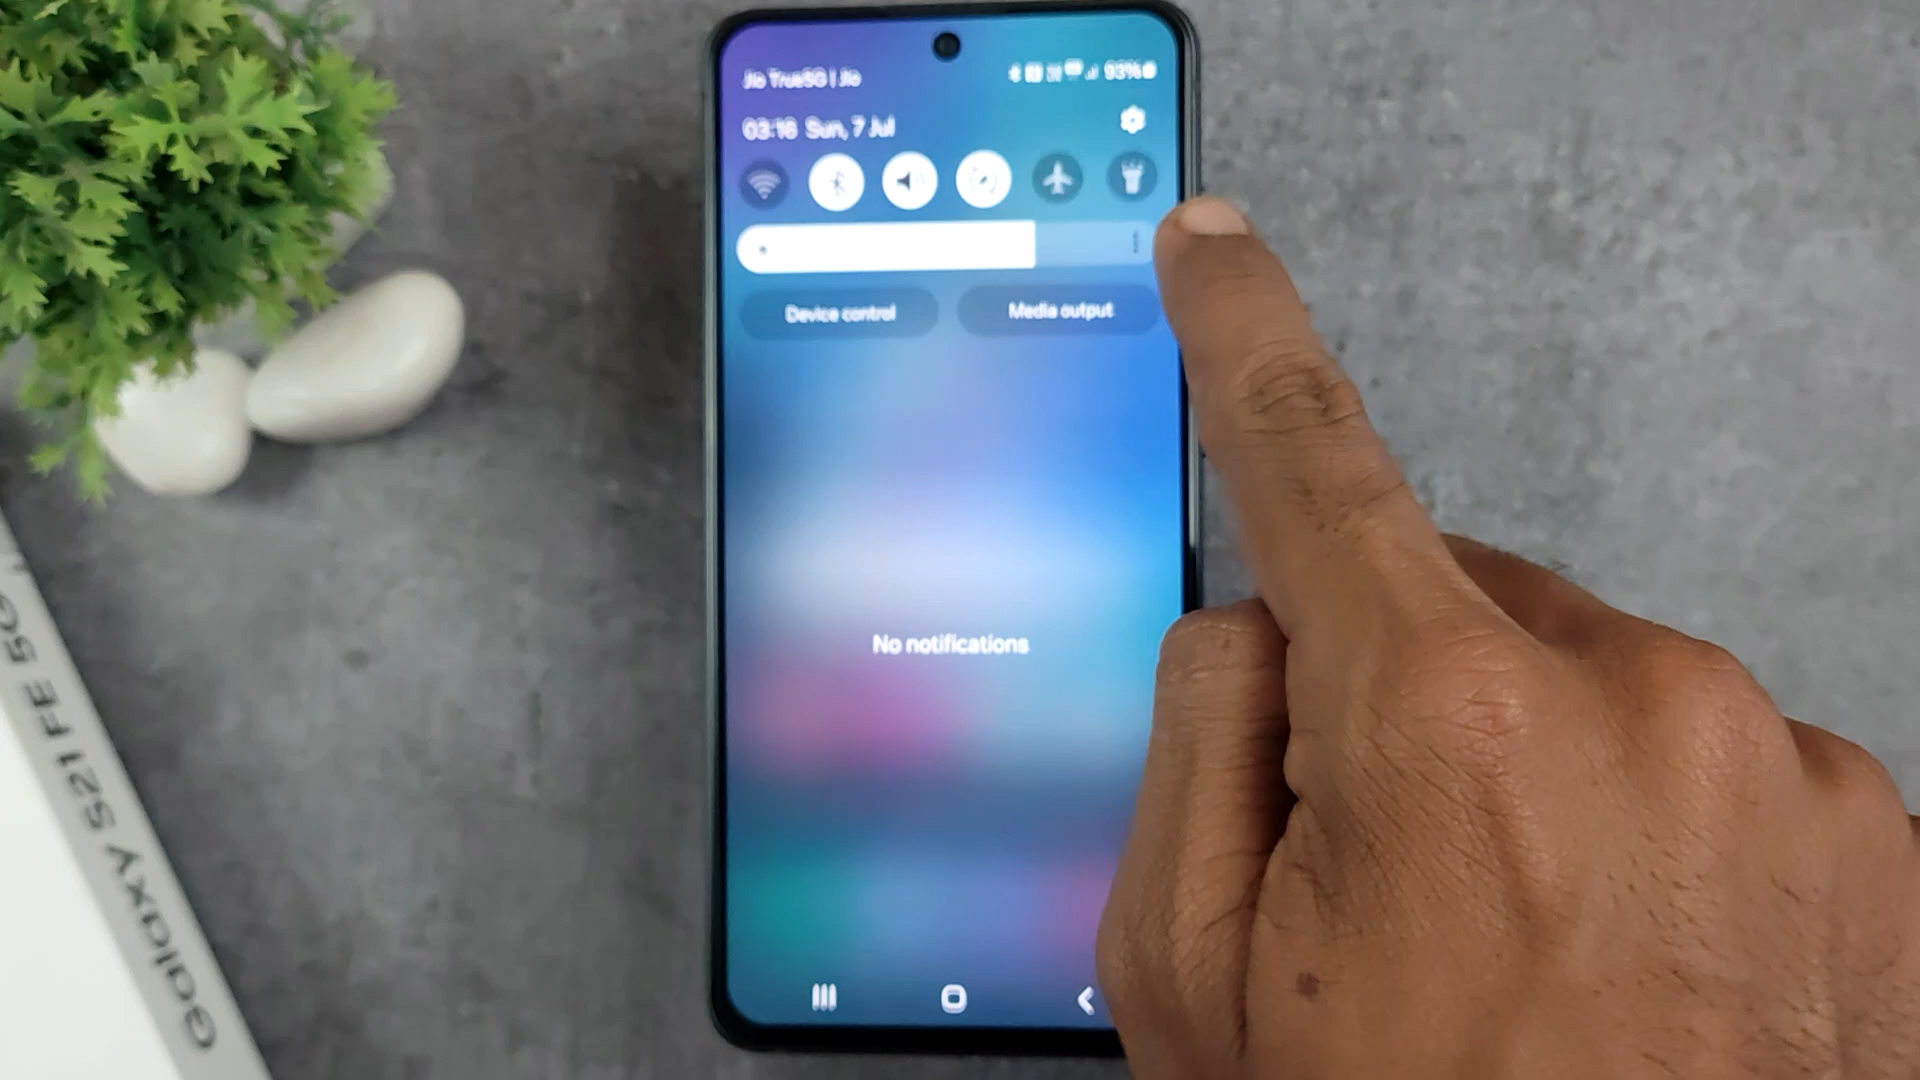 Jio True5G | Jio
93%
03:16 Sun, 7 Jul
Device control
Media output
No notifications
Galaxy S21 FE 5G